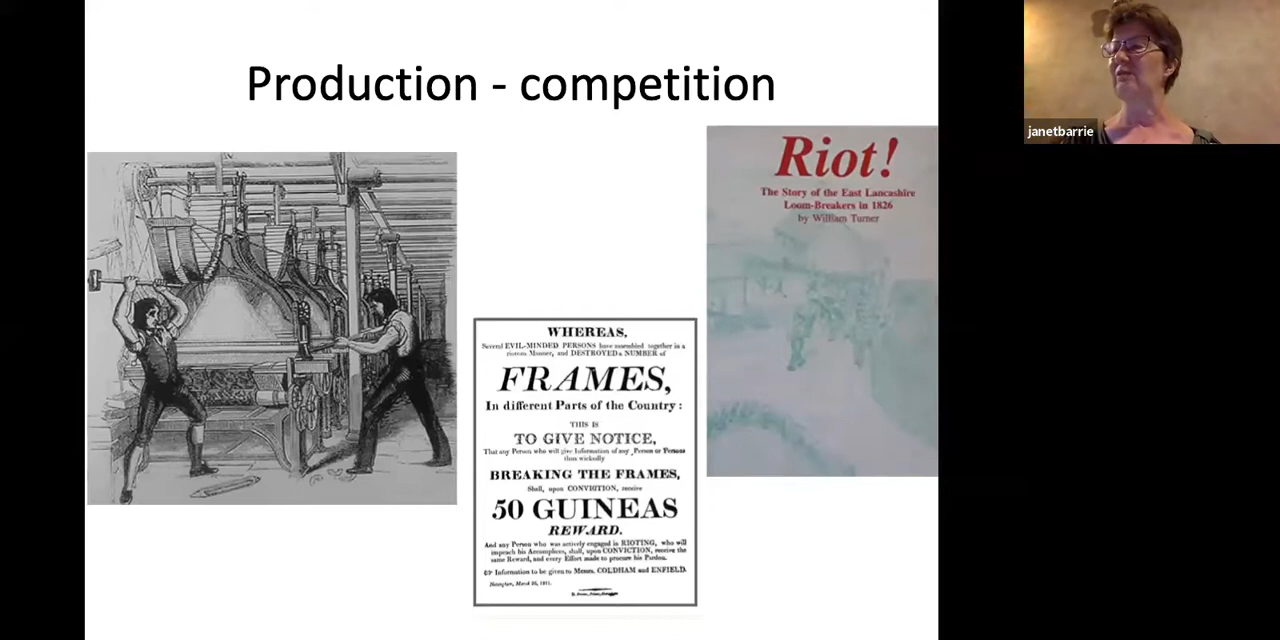 Production - competition
janetbarrie
Riot!
The Story of the East Lancashire
Loom-Breakers in 1826
by William Turner
WHEREAS,
Several EVIL-MINDED PERSONS have assembled together in a
riotous Manner, and DESTROYED a NUMBER of
FRAMES,
In different Parts of the Country:
THIS IS
TO GIVE NOTICE,
That any Person who will give Information of any Person or Persons
thus wickedly
BREAKING THE FRAMES,
Shall, upon CONVICTION, receive
50 GUINEAS
REWARD.
And any Person who was actively engaged in RIOTING, who will
impeach his Accomplices, shall, upon CONVICTION, receive the
same Reward, and every Effort made to procure his Pardon.
Information to be given to Messrs. COLDHAM and ENFIELD.
Nottingham, March 26, 1811.